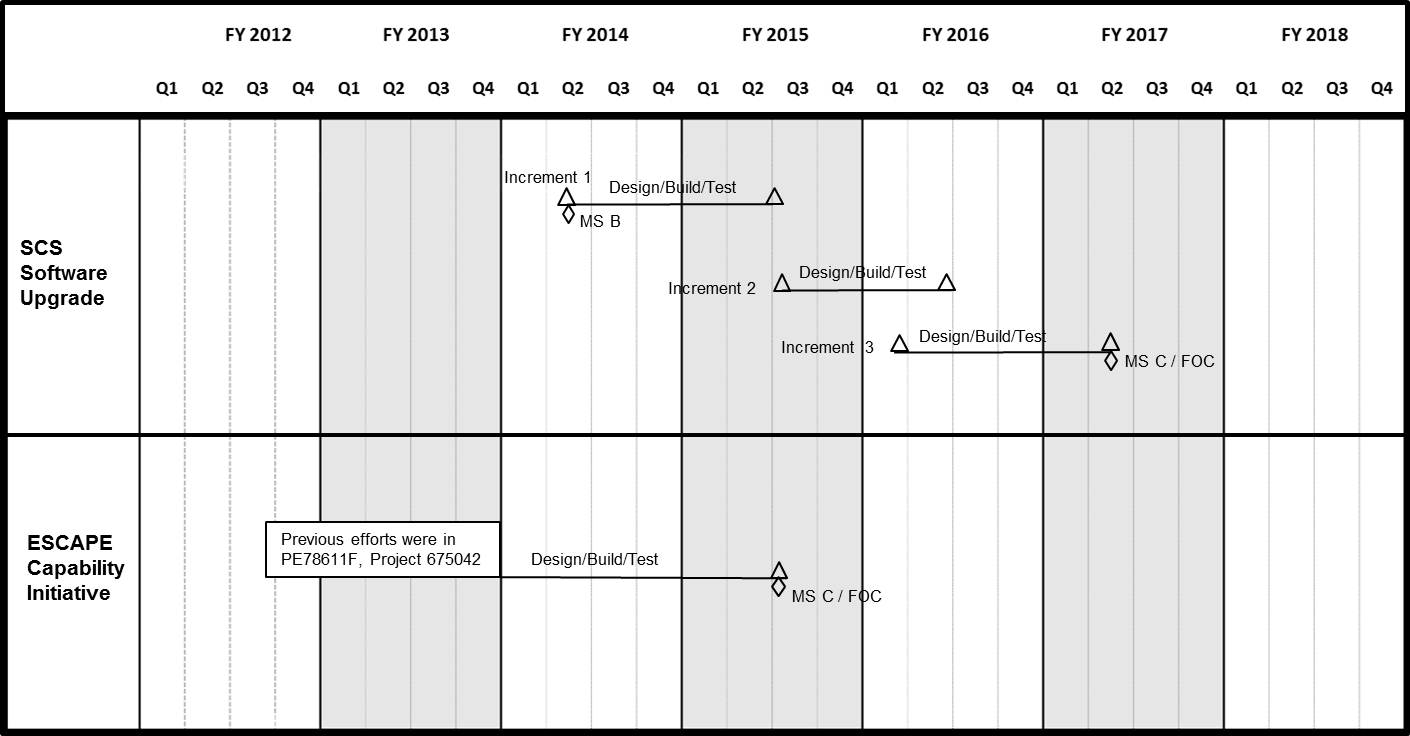 FY 2012 FY 2013 FY 2014 FY 2015 FY 2016 FY 2017 FY 2018
Q1 Q2 Q3 Q4 Q1 Q2 Q3 Q4 Q1 Q2 Q3 Q4 Q1 Q2 Q3 Q4 Q1 Q2 Q3 Q4 Q1 Q2 Q3 Q4 Q1 Q2 Q3 Q4
SCS
Software
Upgrade
Increment 1
Design/Build/Test
MS B
Design/Build/Test
Increment 2
Design/Build/Test
Increment 3
MS C / FOC
ESCAPE
Capability
Initiative
Previous efforts were in
PE78611F, Project 675042
Design/Build/Test
MS C / FOC